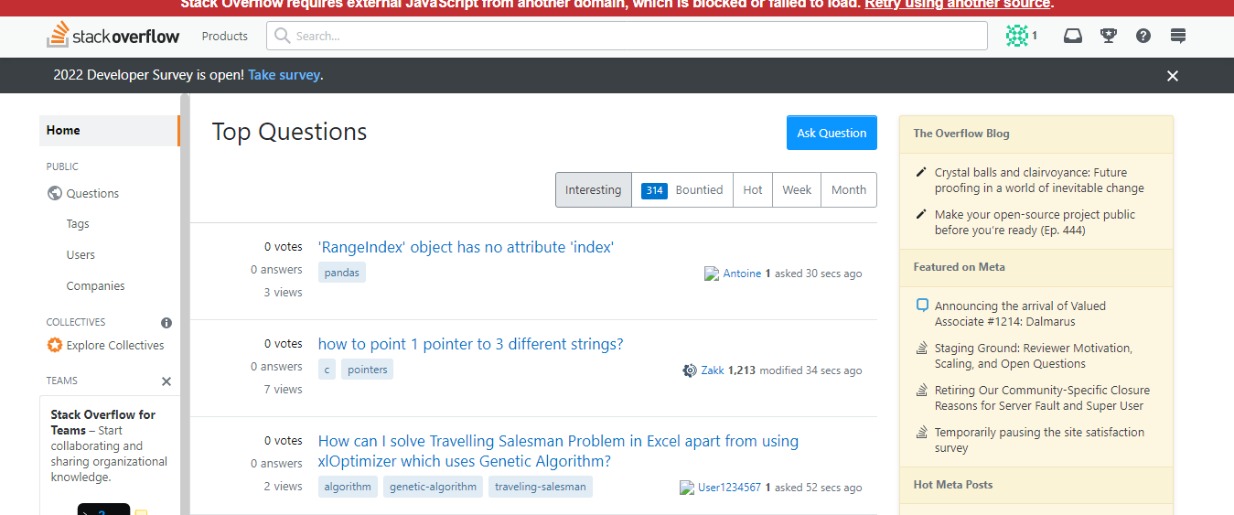 Stack Overflow requires external JavaScript from another domain, which is blocked or failed to load. Retry using another source.
stackoverflow
Products
Search...
1
2022 Developer Survey is open! Take survey.
Home
PUBLIC
Questions
Tags
Users
Companies
COLLECTIVES
Explore Collectives
TEAMS
Stack Overflow for
Teams – Start
collaborating and
sharing organizational
knowledge.
Top Questions
Ask Question
Interesting
314 Bountied
Hot
Week
Month
0 votes
0 answers
3 views
'RangeIndex' object has no attribute 'index'
pandas
Antoine 1 asked 30 secs ago
0 votes
0 answers
7 views
how to point 1 pointer to 3 different strings?
c pointers
Zakk 1,213 modified 34 secs ago
0 votes
0 answers
2 views
How can I solve Travelling Salesman Problem in Excel apart from using
xlOptimizer which uses Genetic Algorithm?
algorithm genetic-algorithm traveling-salesman
User1234567 1 asked 52 secs ago
The Overflow Blog
Crystal balls and clairvoyance: Future
proofing in a world of inevitable change
Make your open-source project public
before you're ready (Ep. 444)
Featured on Meta
Announcing the arrival of Valued
Associate #1214: Dalmarus
Staging Ground: Reviewer Motivation,
Scaling, and Open Questions
Retiring Our Community-Specific Closure
Reasons for Server Fault and Super User
Temporarily pausing the site satisfaction
survey
Hot Meta Posts